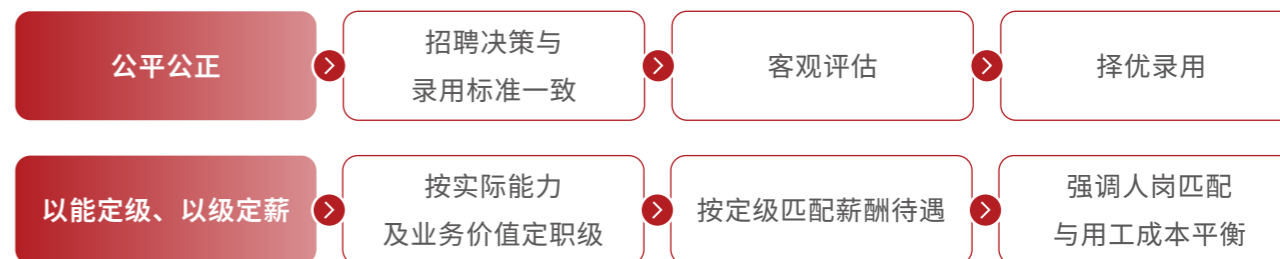 公平公正
招聘决策与
录用标准一致
客观评估
择优录用
以能定级、以级定薪
按实际能力
及业务价值定职级
按定级匹配薪酬待遇
强调人岗匹配
与用工成本平衡